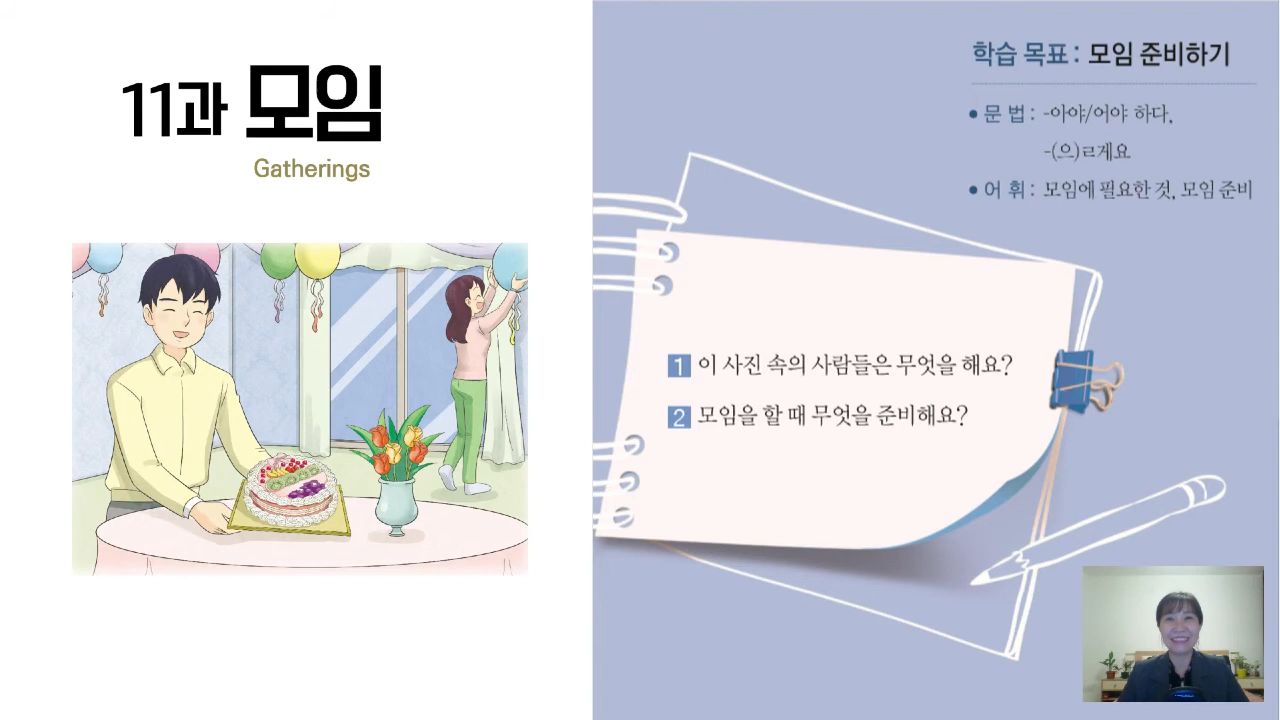 11과 모임
Gatherings
학습 목표 : 모임 준비하기
• 문 법 : -아야/어야 하다,
-(으)ㄹ게요
• 어 휘 : 모임에 필요한 것, 모임 준비
1 이 사진 속의 사람들은 무엇을 해요?
2 모임을 할 때 무엇을 준비해요?